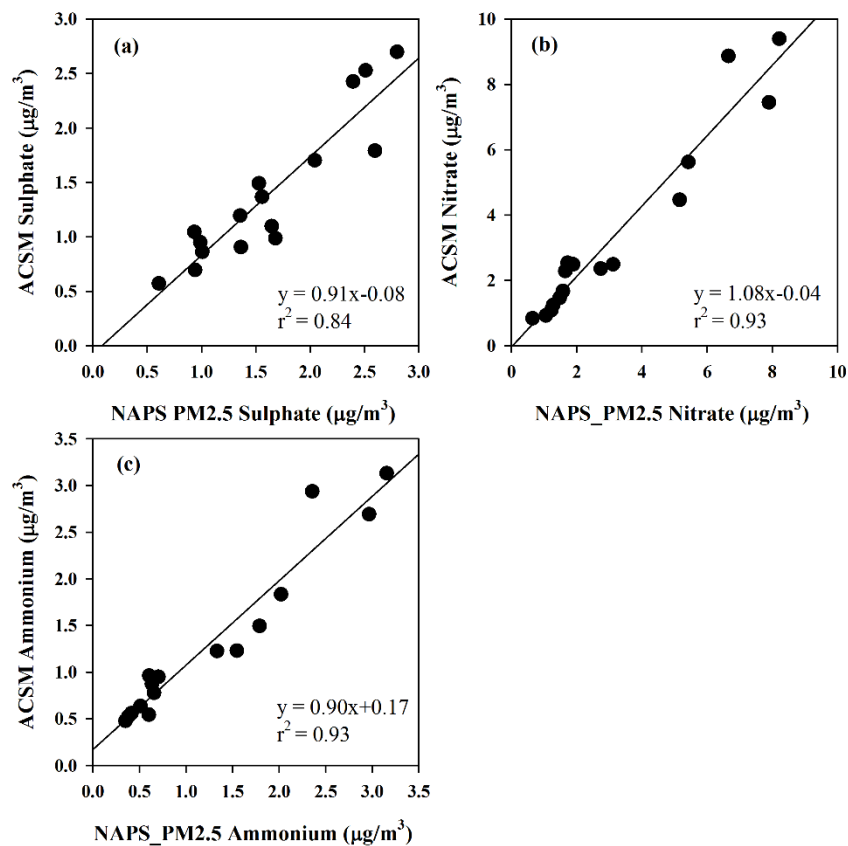 (a)
ACSM Sulphate (μg/m³)
3.0
2.5
2.0
1.5
1.0
0.5
0.0
y = 0.91x-0.08
r² = 0.84
0.0 0.5 1.0 1.5 2.0 2.5 3.0
NAPS PM2.5 Sulphate (μg/m³)
(b)
ACSM Nitrate (μg/m³)
10
8
6
4
2
0
y = 1.08x-0.04
r² = 0.93
0 2 4 6 8 10
NAPS_PM2.5 Nitrate (μg/m³)
(c)
ACSM Ammonium (μg/m³)
3.5
3.0
2.5
2.0
1.5
1.0
0.5
0.0
y = 0.90x+0.17
r² = 0.93
0.0 0.5 1.0 1.5 2.0 2.5 3.0 3.5
NAPS_PM2.5 Ammonium (μg/m³)